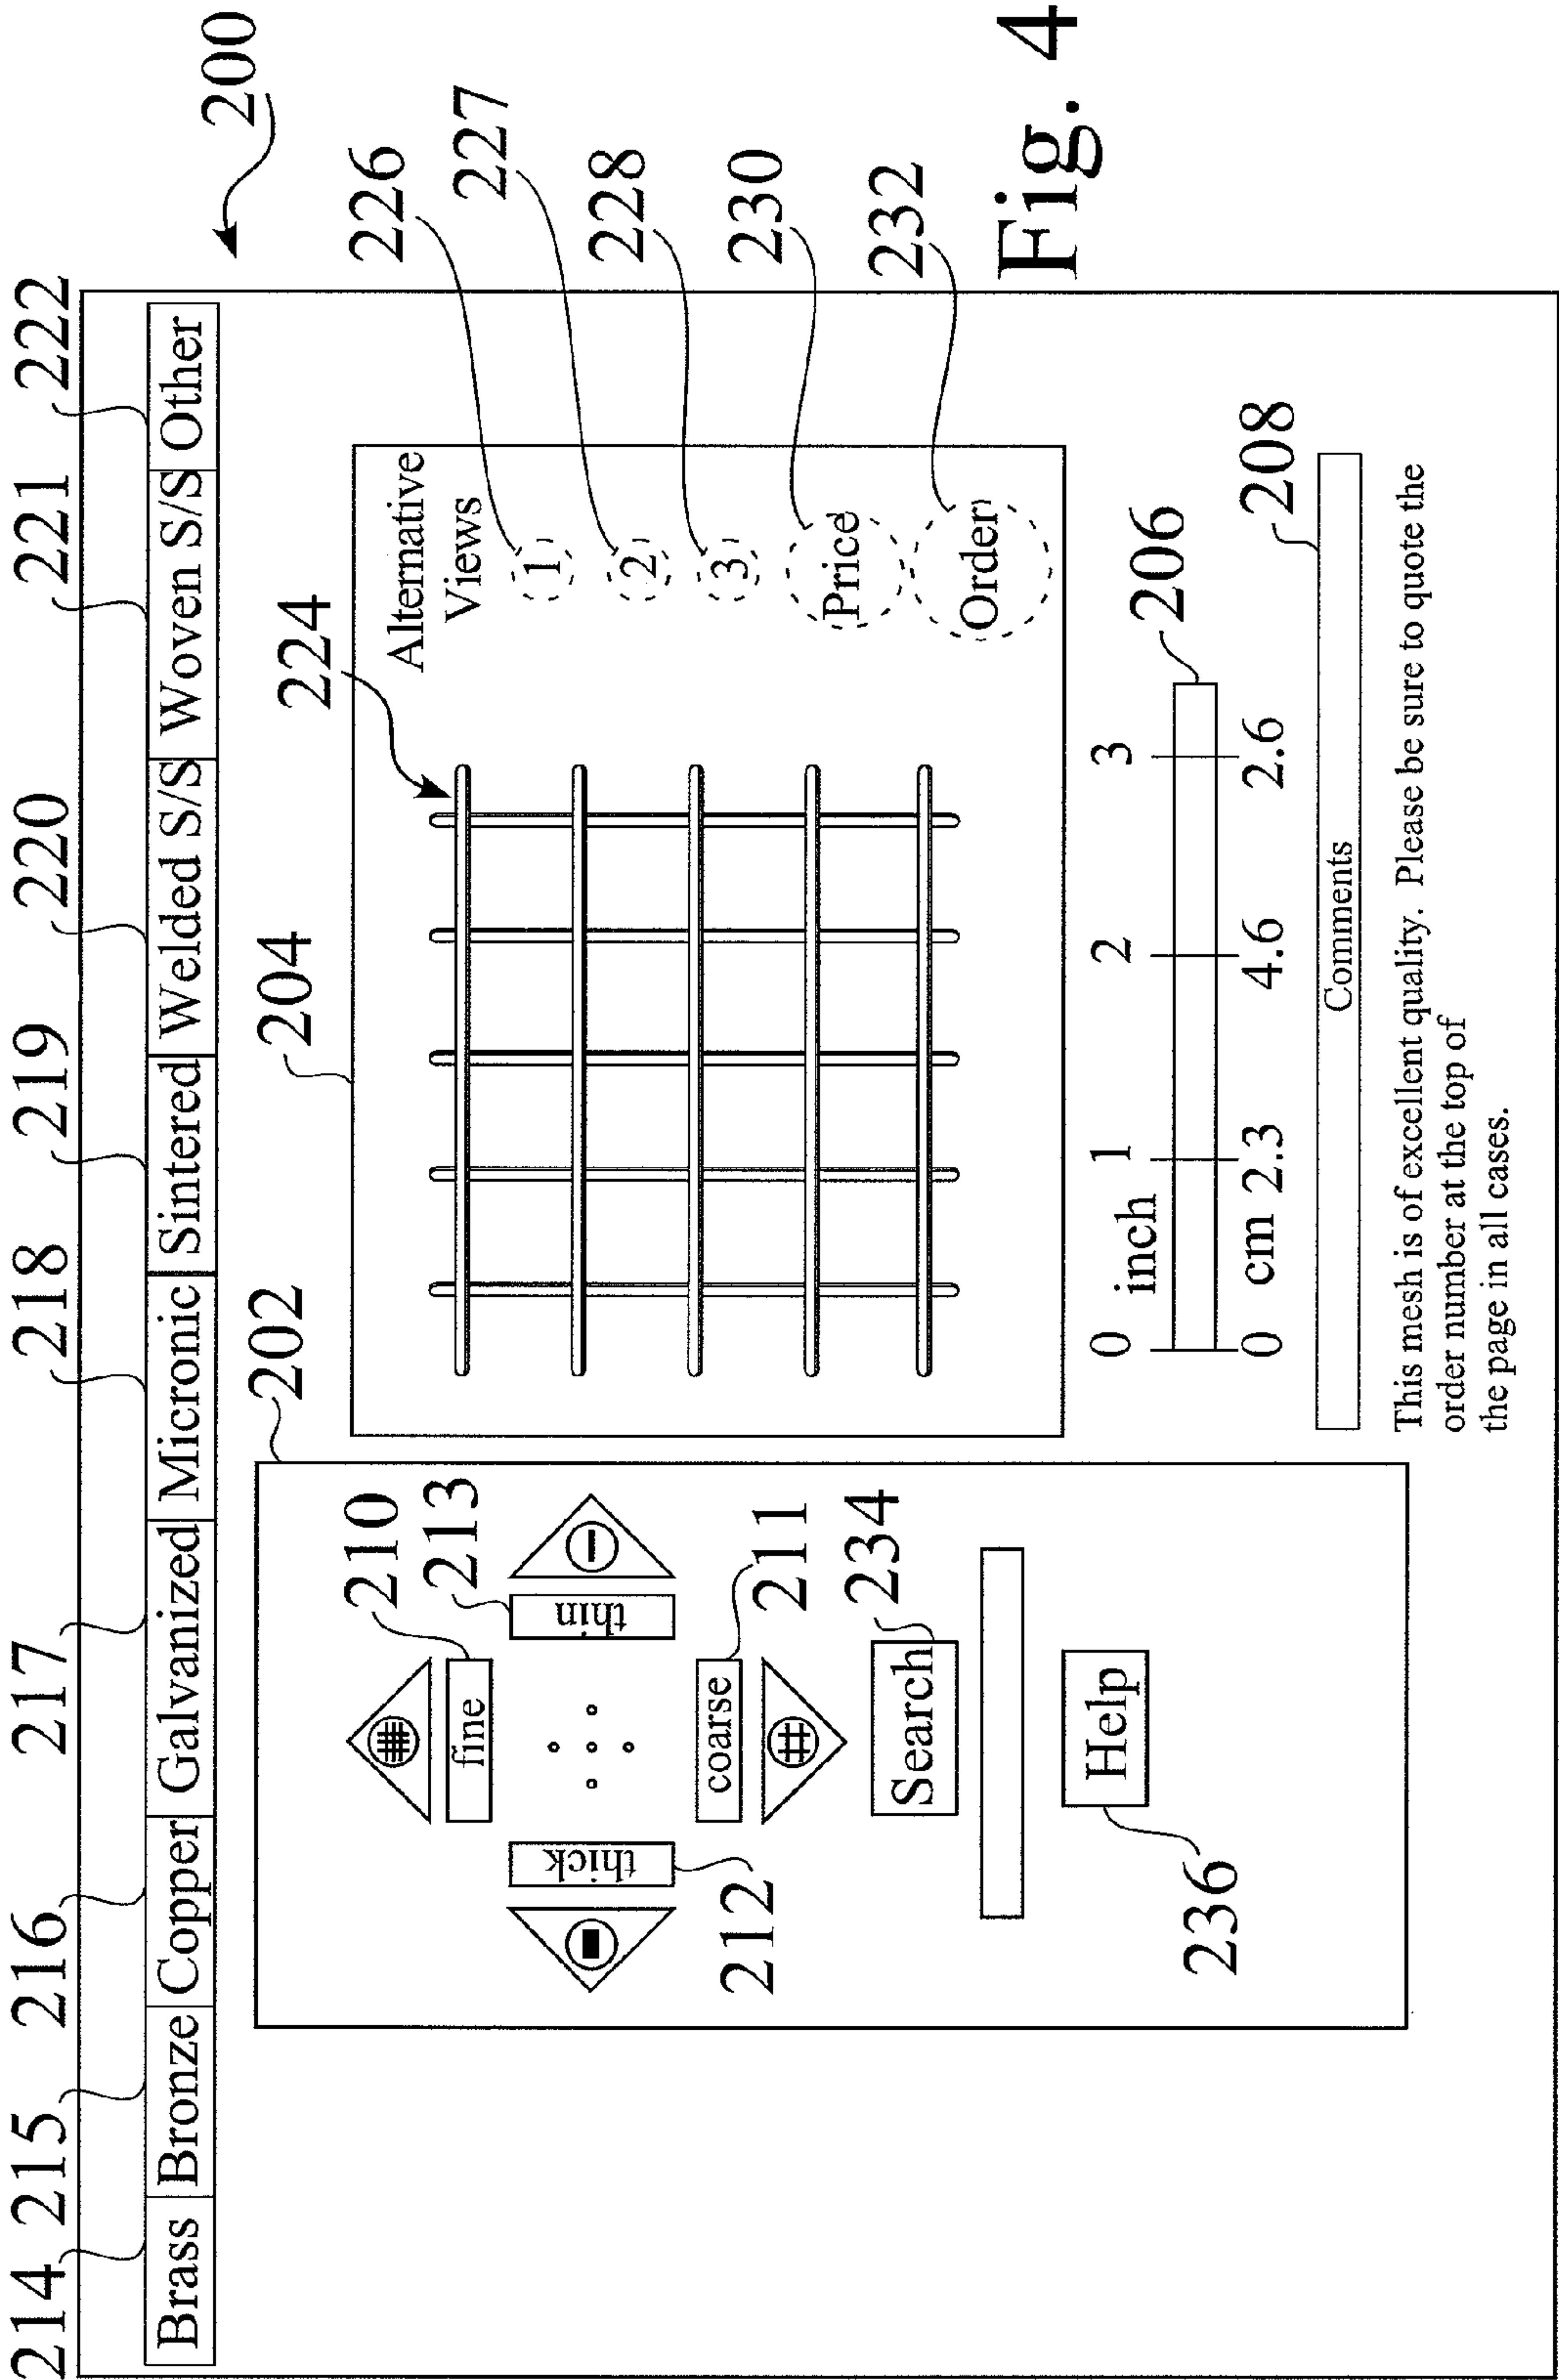 214 215 216 217 218 219 220 221 222
200
Brass Bronze Copper Galvanized Micronic Sintered Welded S/S Woven S/S Other
202
204
224
210
213
fine
thick
thin
coarse
212
211
234
Search
Help
236
Alternative
Views
1
2
3
Price
Order
226
227
228
230
232
0 1 2 3
inch
206
0 cm 2.3 4.6 2.6
208
Comments
This mesh is of excellent quality. Please be sure to quote the
order number at the top of
the page in all cases.
Fig. 4